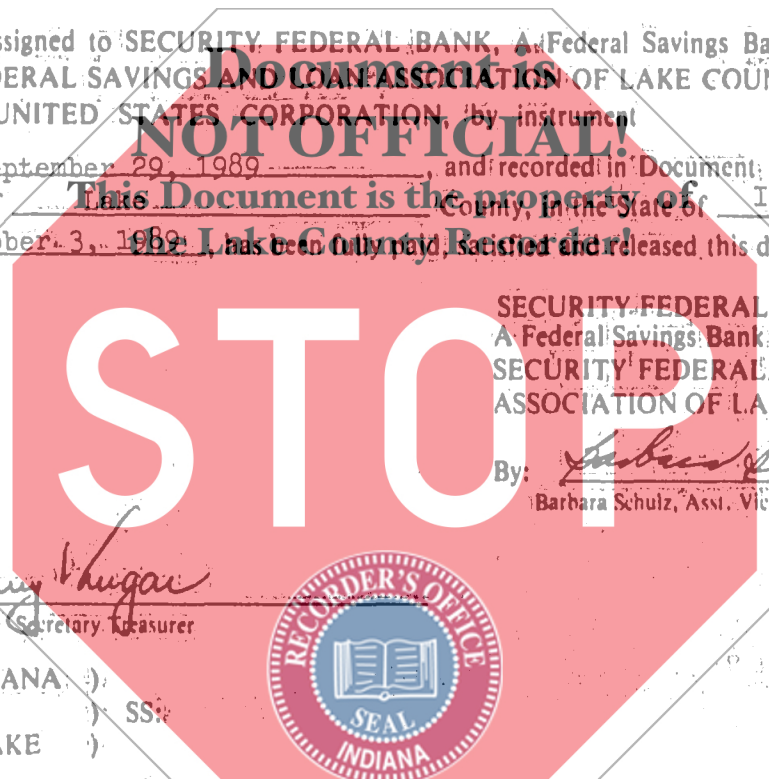 ssigned to SECURITY FEDERAL BANK, A Federal Savings Ba
DERAL SAVINGS AND LOAN ASSOCIATION OF LAKE COUN
UNITED STATES CORPORATION, by instrument
ptember 29, 1989, and recorded in Document
Lake County, in the State of I
ber 3, 1989, has been fully paid, satisfied and released this d
Document is
NOT OFFICIAL!
This Document is the property of
the Lake County Recorder!
STOP
SECURITY FEDERAL
A Federal Savings Bank
SECURITY FEDERAL
ASSOCIATION OF LA
By: Barbara
Barbara Schulz, Asst. Vic
Secretary Treasurer
ANA )
) SS:
AKE )
RECORDER'S OFFICE
SEAL
INDIANA